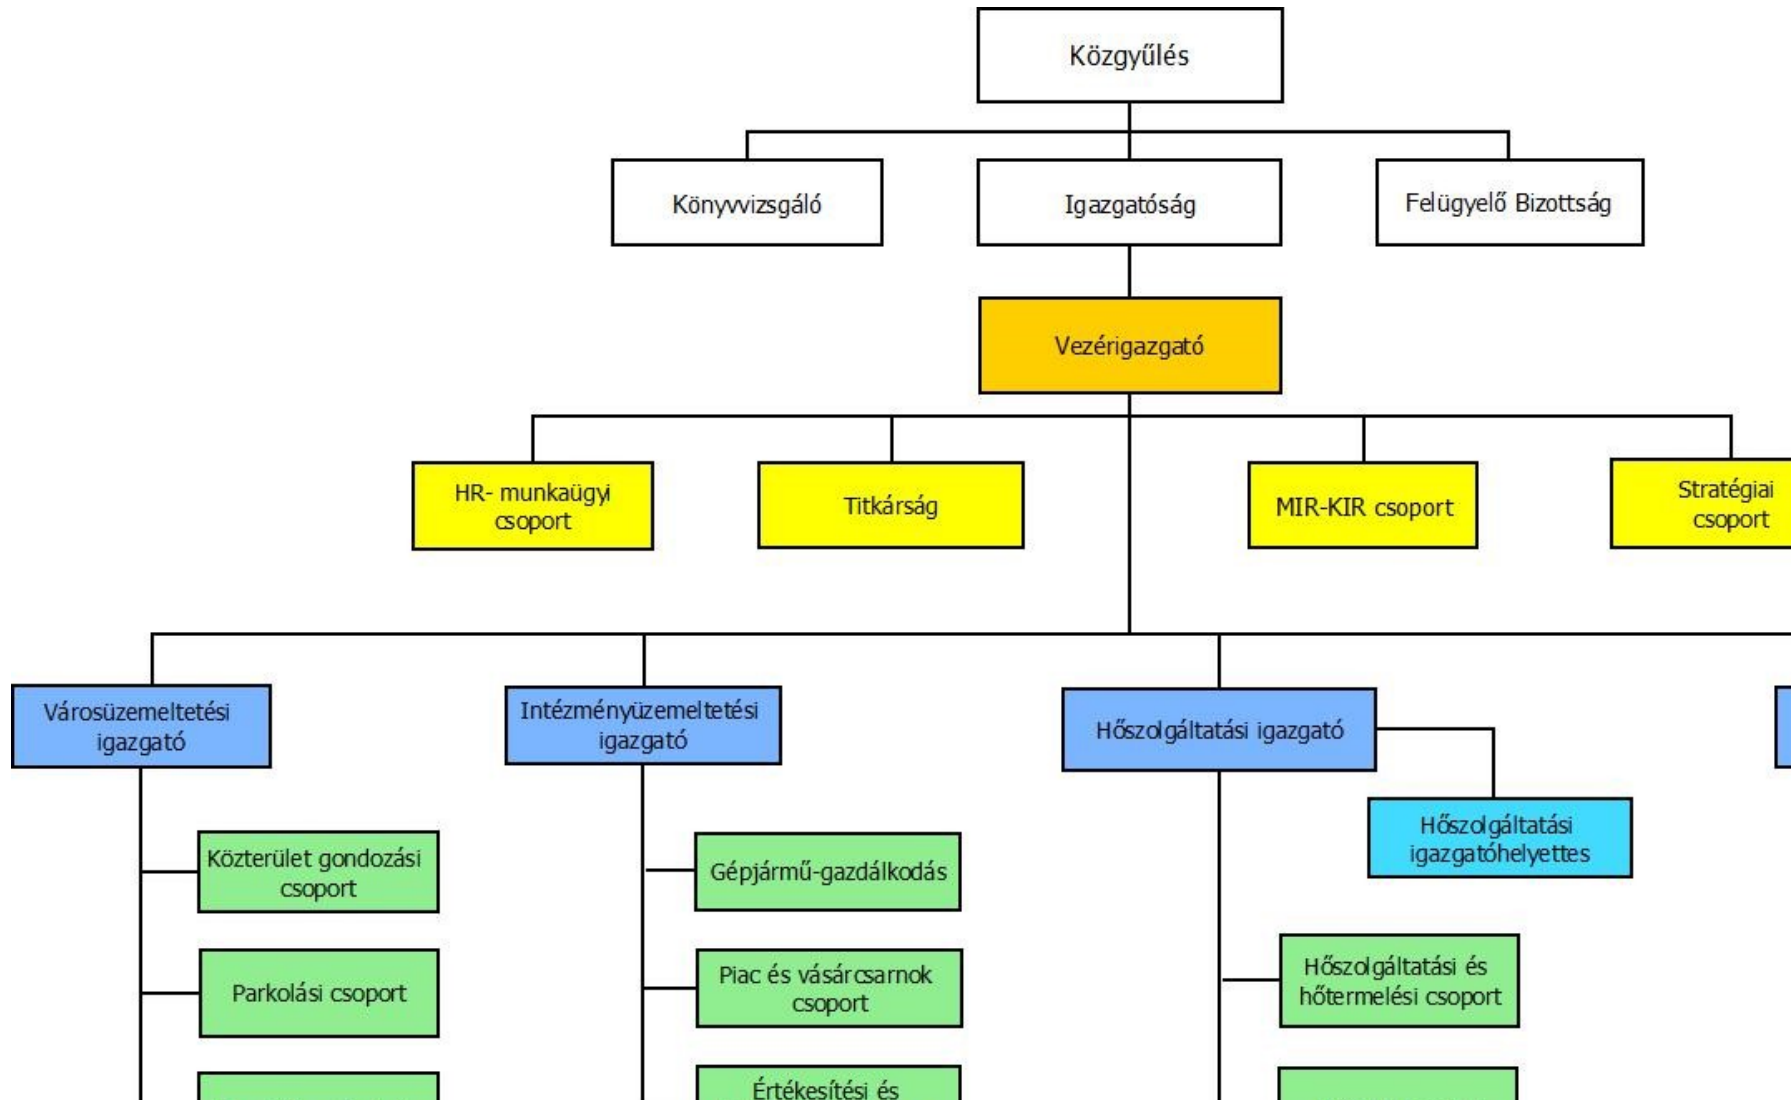 Közgyűlés
Könyvvizsgáló
Igazgatóság
Felügyelő Bizottság
Vezérigazgató
HR- munkaügyi
csoport
Titkárság
MIR-KIR csoport
Stratégiai
csoport
Városüzemeltetési
igazgató
Intézményüzemeltetési
igazgató
Hőszolgáltatási igazgató
Hőszolgáltatási
igazgatóhelyettes
Közterület gondozási
csoport
Gépjármű-gazdálkodás
Parkolási csoport
Piac és vásárcsarnok
csoport
Hőszolgáltatási és
hőtermelési csoport
Értékesítési és